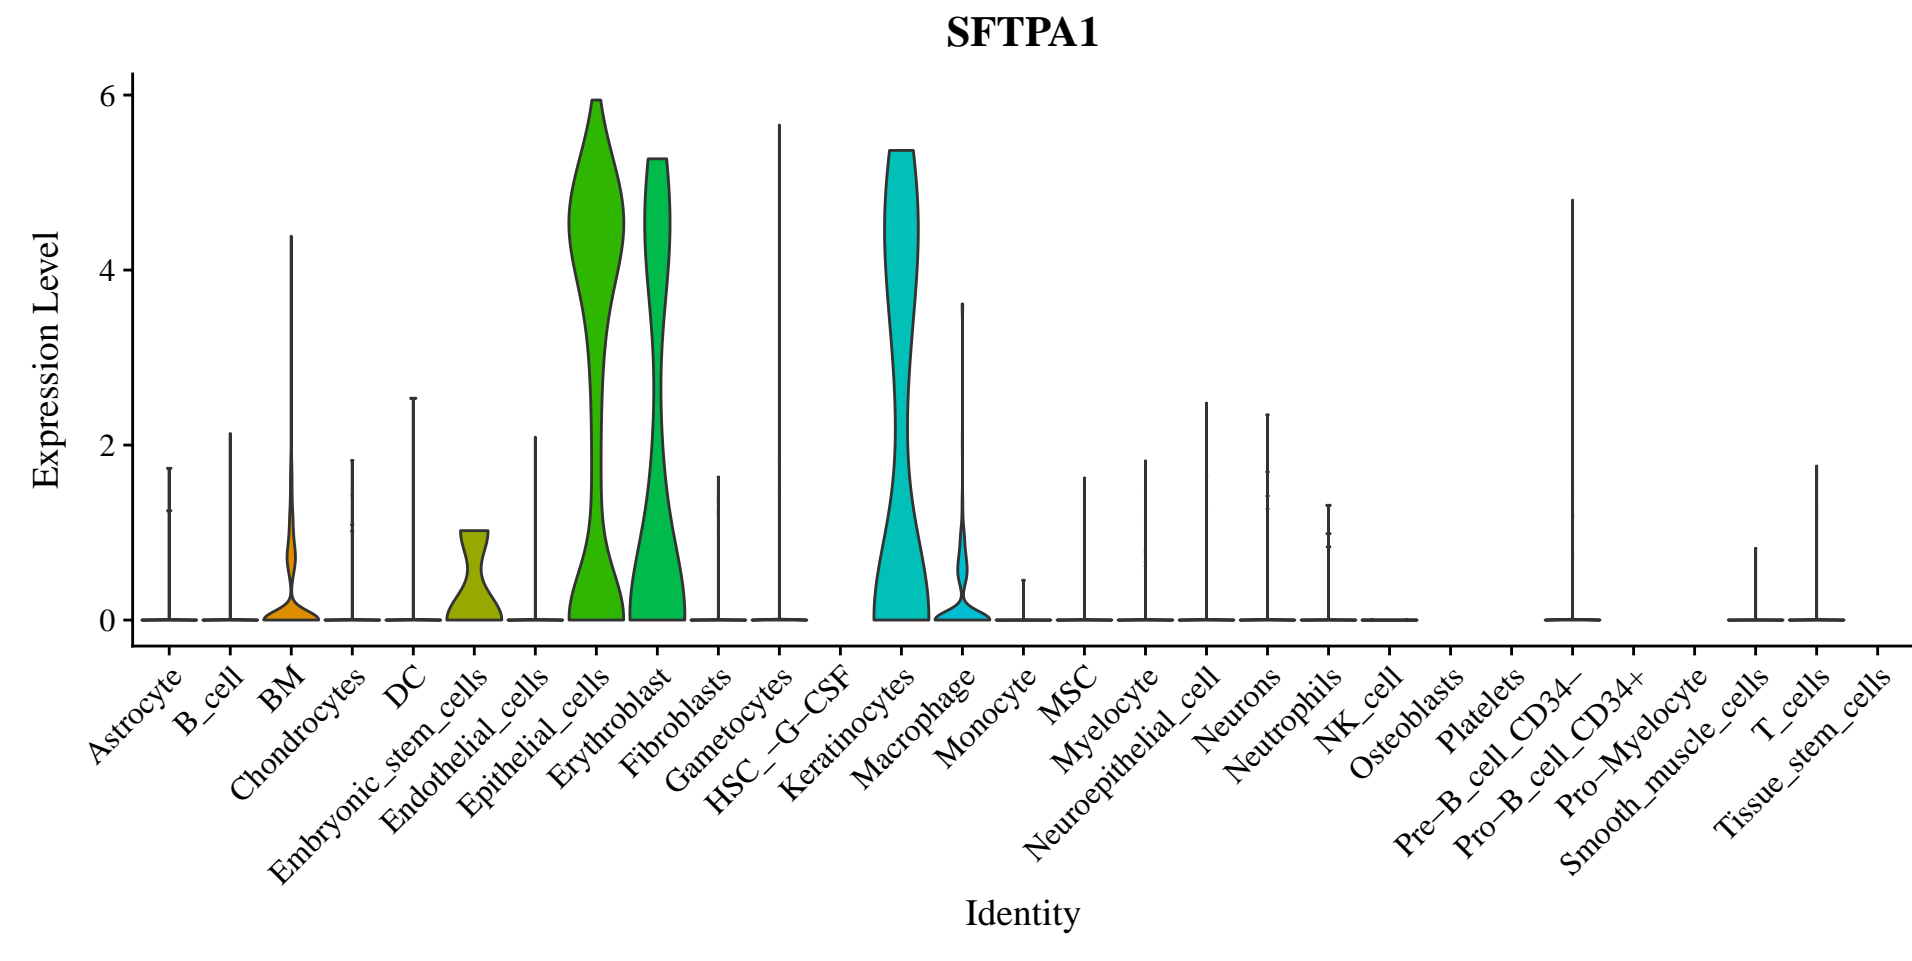 SFTPA1
Expression Level
6
4
2
0
Astrocyte
B_cell
BM
Chondrocytes
DC
Embryonic_stem_cells
Endothelial_cells
Epithelial_cells
Erythroblast
Fibroblasts
Gametocytes
HSC_−G−CSF
Keratinocytes
Macrophage
Monocyte
MSC
Myelocyte
Neuroepithelial_cell
Neurons
Neutrophils
NK_cell
Osteoblasts
Platelets
Pre−B_cell_CD34−
Pro−B_cell_CD34+
Pro−Myelocyte
Smooth_muscle_cells
T_cells
Tissue_stem_cells
Identity